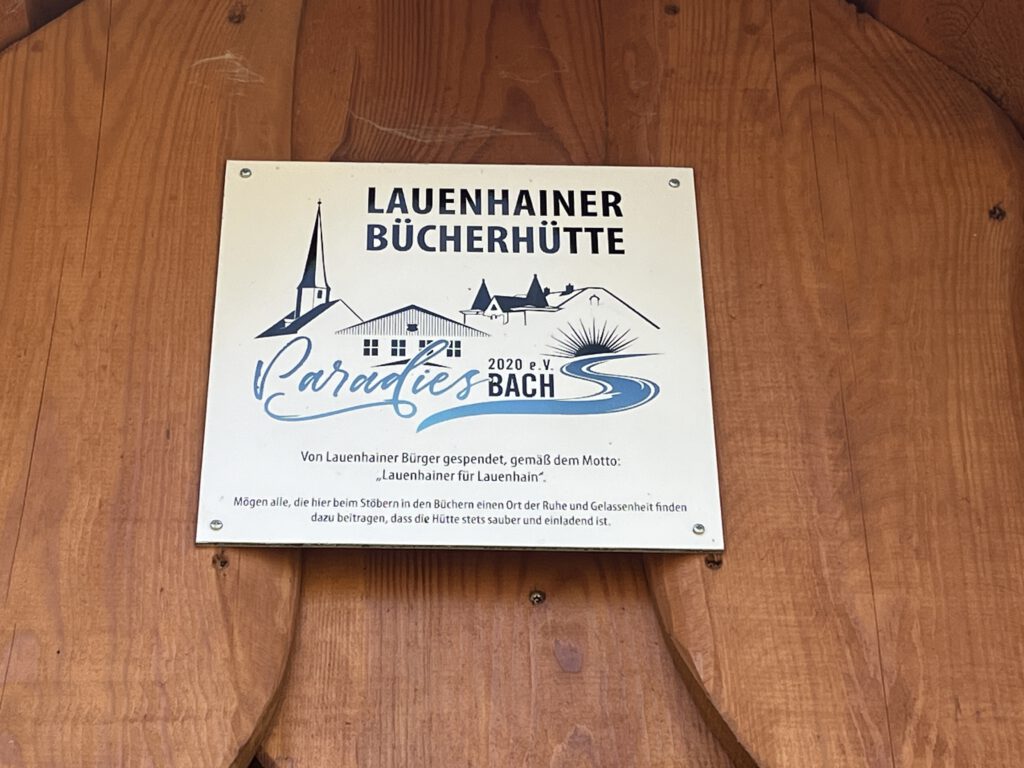 LAUENHAINER
BÜCHERHÜTTE
Paradies 2020 e.V.
BACH
Von Lauenhainer Bürger gespendet, gemäß dem Motto:
„Lauenhainer für Lauenhain“.
Mögen alle, die hier beim Stöbern in den Büchern einen Ort der Ruhe und Gelassenheit finden
dazu beitragen, dass die Hütte stets sauber und einladend ist.